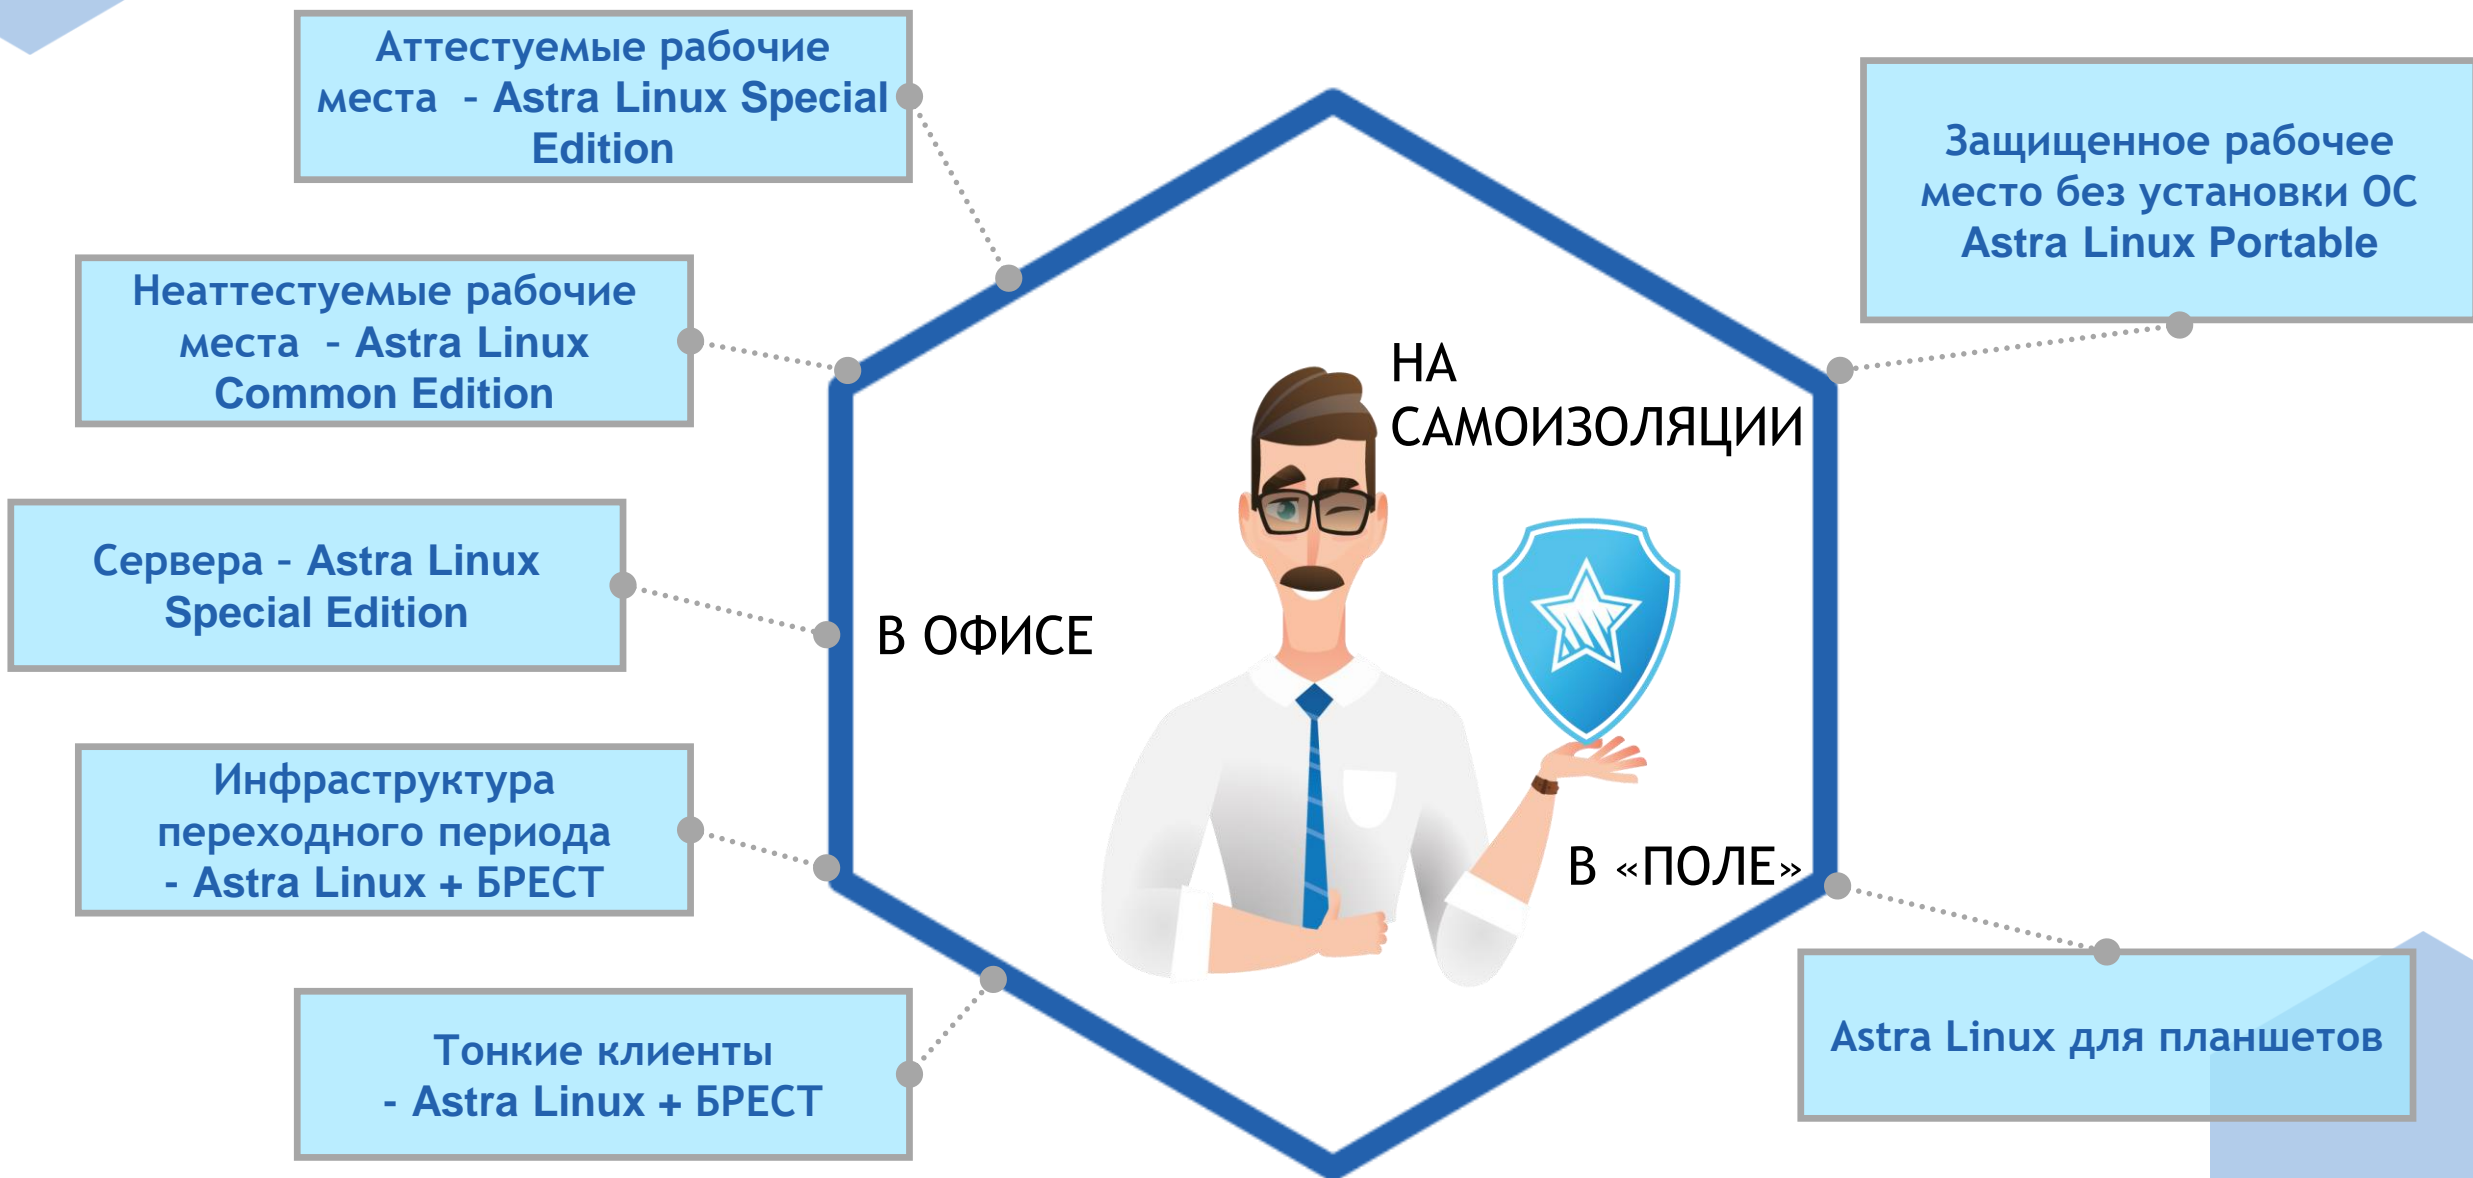 Аттестуемые рабочие
места  - Astra Linux Special
Edition
Неаттестуемые рабочие
места  - Astra Linux
Common Edition
Сервера - Astra Linux
Special Edition
Инфраструктура
переходного периода
- Astra Linux + БРЕСТ
Тонкие клиенты
- Astra Linux + БРЕСТ
В ОФИСЕ
НА
САМОИЗОЛЯЦИИ
В «ПОЛЕ»
Защищенное рабочее
место без установки ОС
Astra Linux Portable
Astra Linux для планшетов